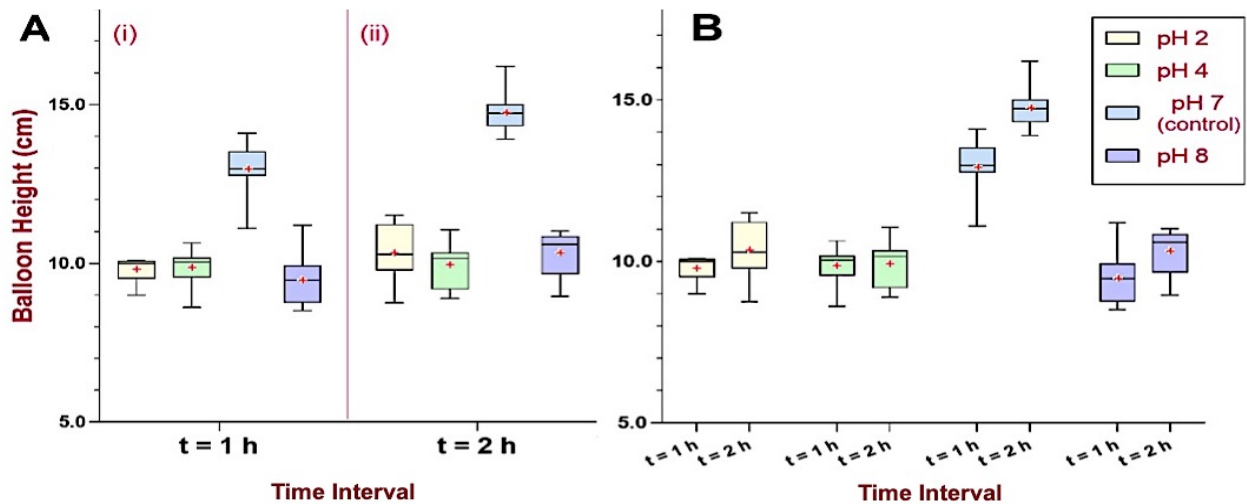 A
(i)
(ii)
Balloon Height (cm)
15.0
10.0
5.0
t = 1 h
t = 2 h
Time Interval
B
15.0
10.0
5.0
t = 1 h
t = 2 h
t = 1 h
t = 2 h
t = 1 h
t = 2 h
t = 1 h
t = 2 h
Time Interval
pH 2
pH 4
pH 7
(control)
pH 8